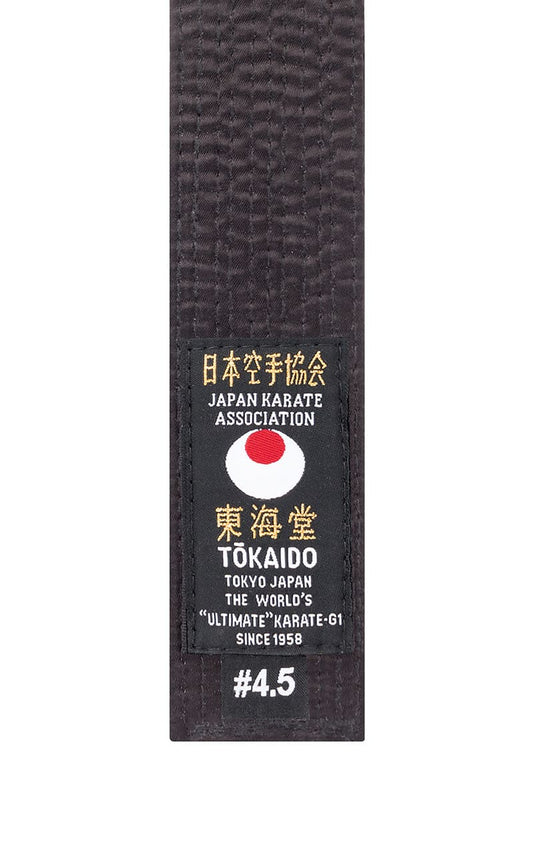 日本空手協会
JAPAN KARATE
ASSOCIATION
東海堂
TŌKAIDO
TOKYO JAPAN
THE WORLD'S
"ULTIMATE" KARATE-G1
SINCE 1958
#4.5